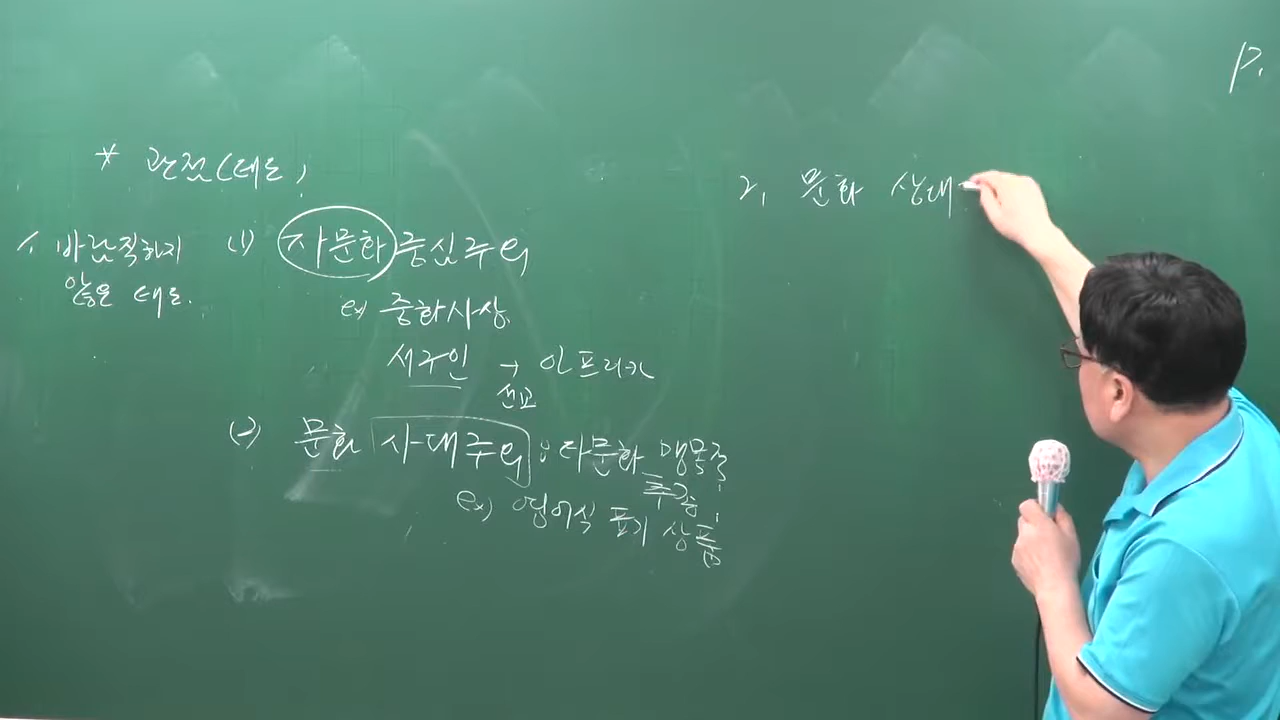 * 관점(태도)
1. 바람직하지
않은 태도.
(1) 자문화중심주의
ex 중화사상
서구인 → 아프리카
선교
(2) 문화 사대주의 : 타문화 맹목적
추종
ex) 영어식 표기 상품
2. 문화 상대
P.